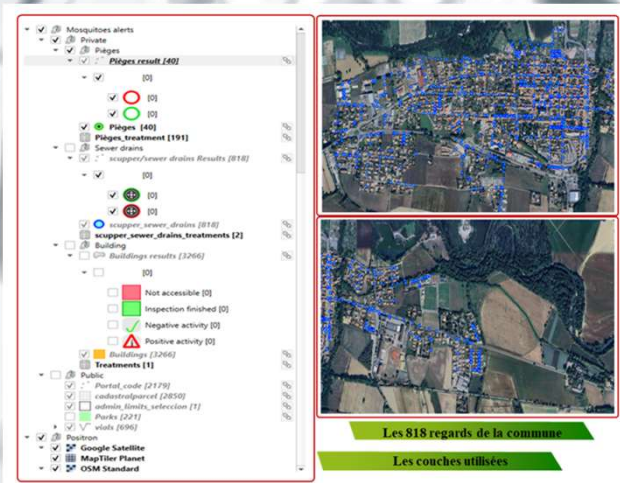 Mosquitoes alerts
Private
Pièges
Pièges result [40]
[0]
[0]
[0]
Pièges [40]
Pièges_treatment [191]
Sewer drains
scupper/sewer drains Results [818]
[0]
[0]
[0]
scupper_sewer_drains [818]
scupper_sewer_drains_treatments [2]
Building
Buildings results [3266]
[0]
Not accessible [0]
Inspection finished [0]
Negative activity [0]
Positive activity [0]
Buildings [3266]
Treatments [1]
Public
Portal_code [2179]
cadastralparcel [2850]
admin_limits_seleccion [1]
Parks [221]
vials [696]
Positron
Google Satellite
MapTiler Planet
OSM Standard
Les 818 regards de la commune
Les couches utilisées